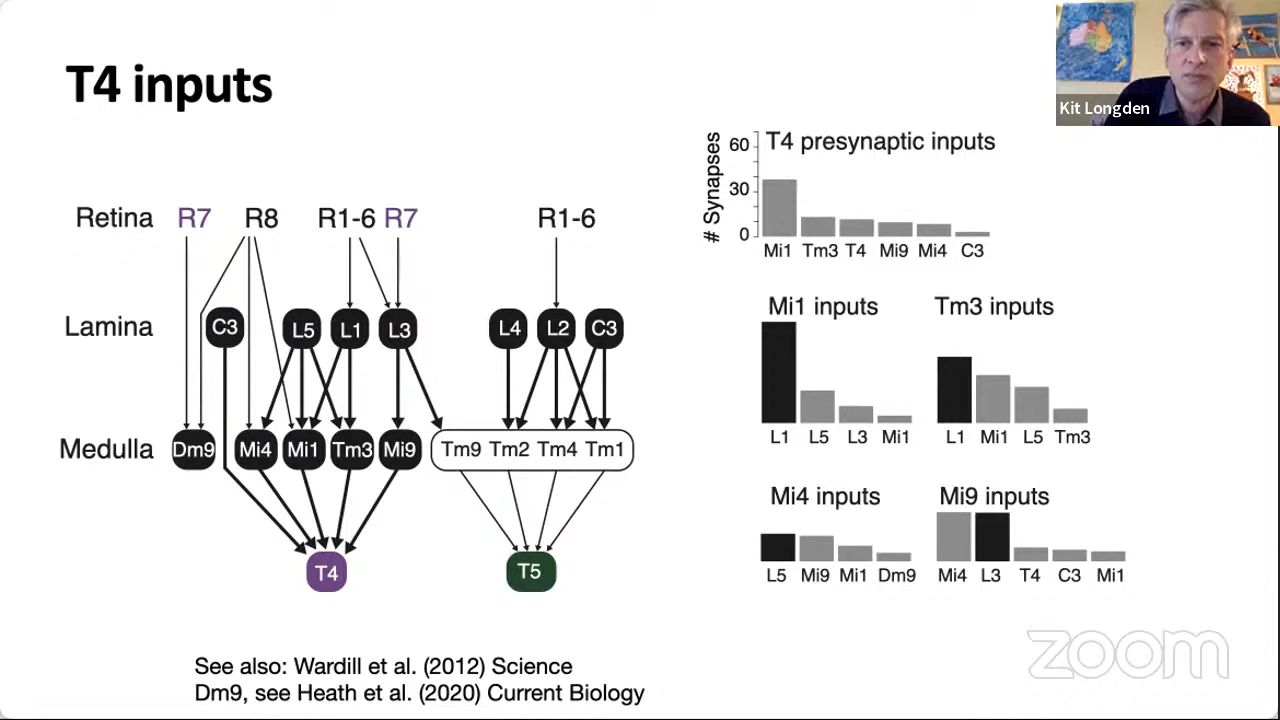 T4 inputs
Kit Longden
Retina R7 R8 R1-6 R7 R1-6
Lamina C3 L5 L1 L3 L4 L2 C3
Medulla Dm9 Mi4 Mi1 Tm3 Mi9 Tm9 Tm2 Tm4 Tm1
T4 T5
See also: Wardill et al. (2012) Science
Dm9, see Heath et al. (2020) Current Biology
T4 presynaptic inputs
# Synapses
60
30
0
Mi1 Tm3 T4 Mi9 Mi4 C3
Mi1 inputs
L1 L5 L3 Mi1
Tm3 inputs
L1 Mi1 L5 Tm3
Mi4 inputs
L5 Mi9 Mi1 Dm9
Mi9 inputs
Mi4 L3 T4 C3 Mi1
zoom